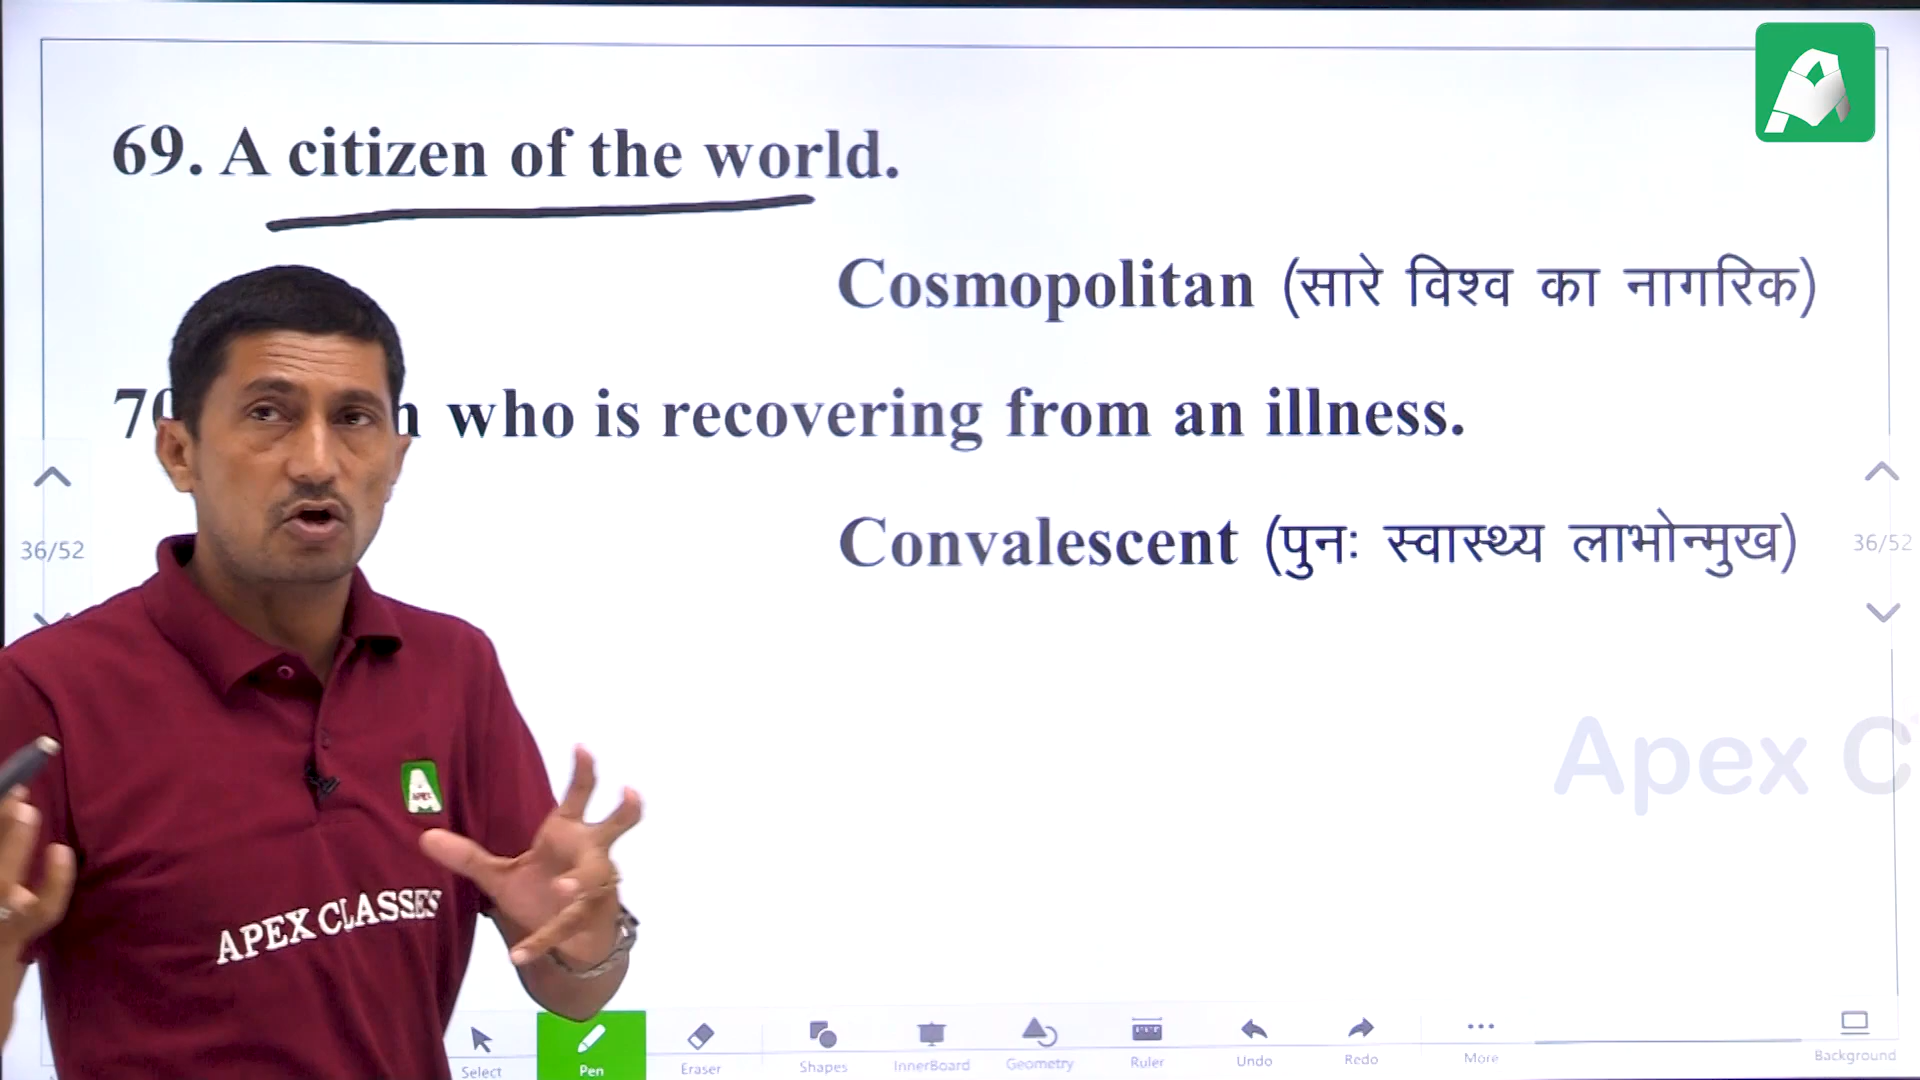 69. A citizen of the world.
Cosmopolitan (सारे विश्व का नागरिक)
who is recovering from an illness.
Convalescent (पुनः स्वास्थ्य लाभोन्मुख)
36/52
36/52
Apex C
APEX
APEX CLASSES
Select
Pen
Eraser
Shapes
InnerBoard
Geometry
Ruler
Undo
Redo
More
Background